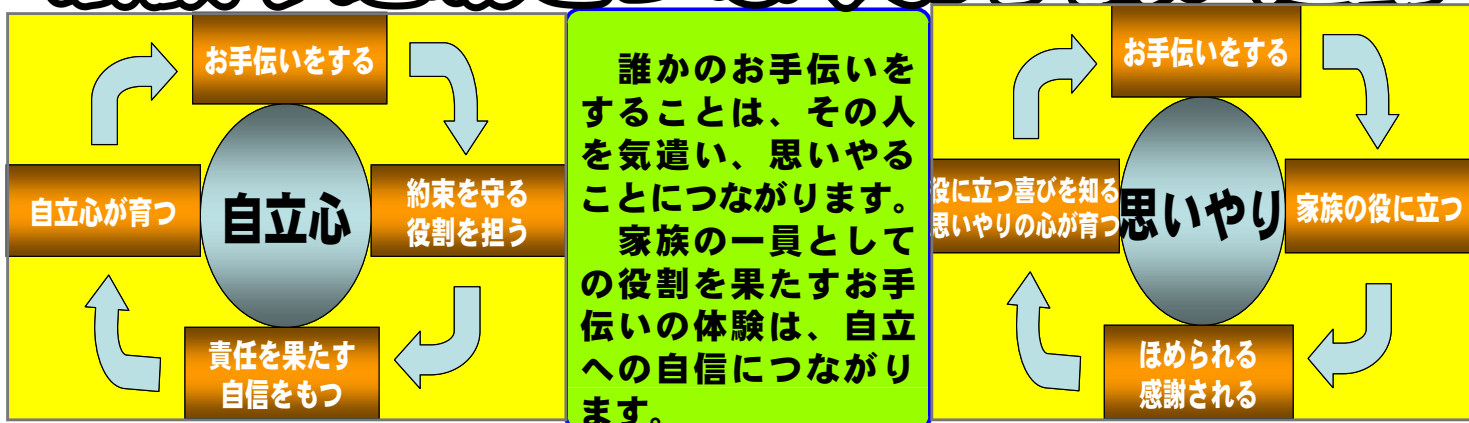 お手伝いをする
約束を守る
役割を担う
責任を果たす
自信をもつ
自立心が育つ
自立心
誰かのお手伝いを
することは、その人
を気遣い、思いやる
ことにつながります。
家族の一員として
の役割を果たすお手
伝いの体験は、自立
への自信につながり
ます。
お手伝いをする
家族の役に立つ
ほめられる
感謝される
役に立つ喜びを知る
思いやりの心が育つ
思いやり